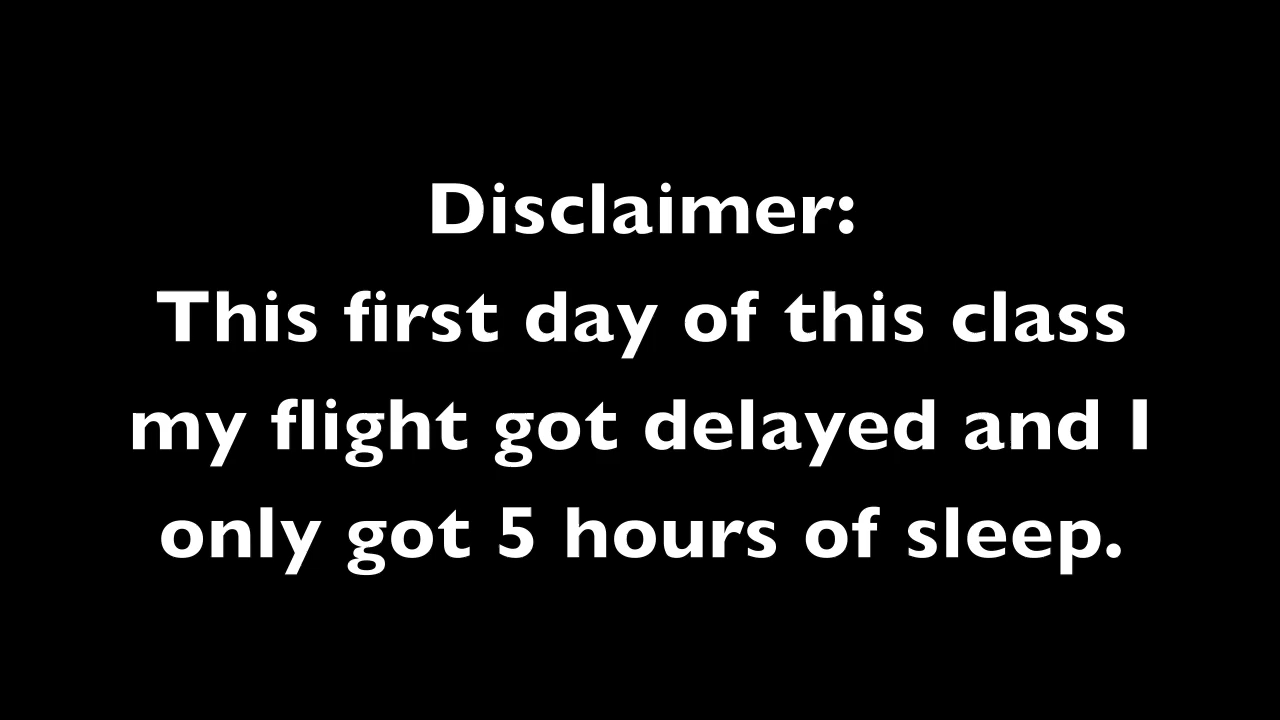 Disclaimer:
This first day of this class
my flight got delayed and I
only got 5 hours of sleep.